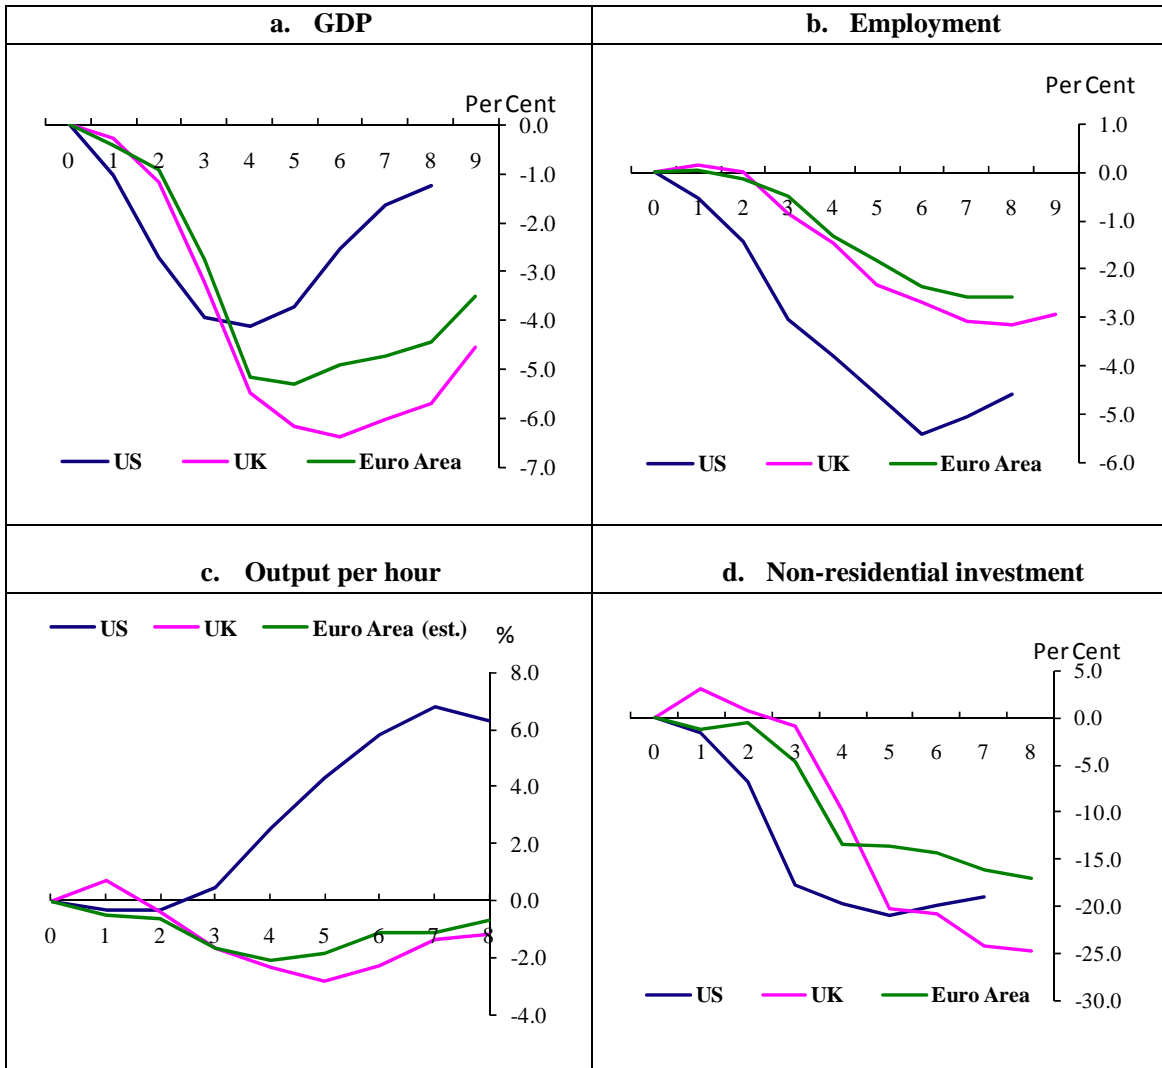 a. GDP
Per Cent
0.0
0 1 2 3 4 5 6 7 8 9
-1.0
-2.0
-3.0
-4.0
-5.0
-6.0
US UK Euro Area
-7.0
b. Employment
Per Cent
1.0
0.0
0 1 2 3 4 5 6 7 8 9
-1.0
-2.0
-3.0
-4.0
-5.0
US UK Euro Area
-6.0
c. Output per hour
US UK Euro Area (est.) %
8.0
6.0
4.0
2.0
0.0
0 1 2 3 4 5 6 7 8
-2.0
-4.0
d. Non-residential investment
Per Cent
5.0
0.0
0 1 2 3 4 5 6 7 8
-5.0
-10.0
-15.0
-20.0
-25.0
US UK Euro Area
-30.0